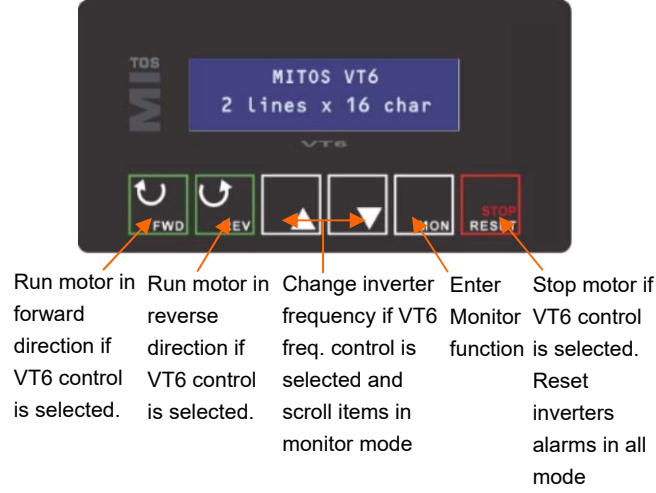 MITOS
MITOS VT6
2 lines x 16 char
VT6
FWD
REV
MON
STOP
RESET
Run motor in
forward
direction if
VT6 control
is selected.
Run motor in
reverse
direction if
VT6 control
is selected.
Change inverter
frequency if VT6
freq. control is
selected and
scroll items in
monitor mode
Enter
Monitor
function
Stop motor if
VT6 control
is selected.
Reset
inverters
alarms in all
mode